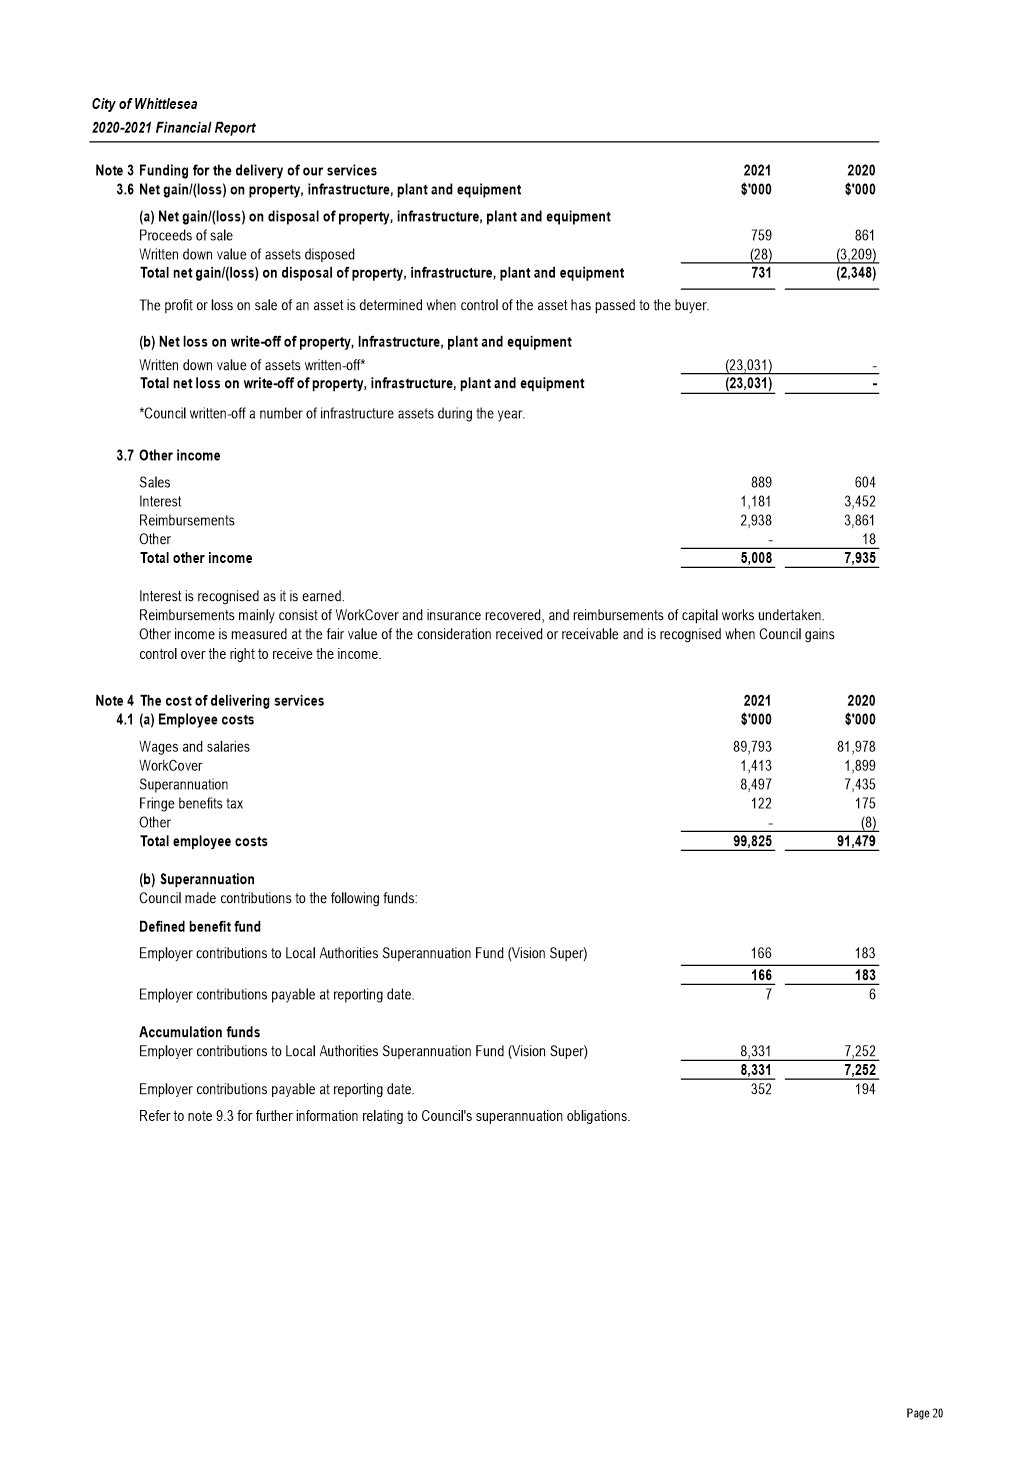 City of Whittlesea
2020-2021 Financial Report
Note 3 Funding for the delivery of our services 2021 2020
3.6 Net gain/(loss) on property, infrastructure, plant and equipment $'000 $'000
(a) Net gain/(loss) on disposal of property, infrastructure, plant and equipment
Proceeds of sale 759 861
Written down value of assets disposed (28) (3,209)
Total net gain/(loss) on disposal of property, infrastructure, plant and equipment 731 (2,348)
The profit or loss on sale of an asset is determined when control of the asset has passed to the buyer.
(b) Net loss on write-off of property, Infrastructure, plant and equipment
Written down value of assets written-off* (23,031) -
Total net loss on write-off of property, infrastructure, plant and equipment (23,031) -
*Council written-off a number of infrastructure assets during the year.
3.7 Other income
Sales 889 604
Interest 1,181 3,452
Reimbursements 2,938 3,861
Other - 18
Total other income 5,008 7,935
Interest is recognised as it is earned.
Reimbursements mainly consist of WorkCover and insurance recovered, and reimbursements of capital works undertaken.
Other income is measured at the fair value of the consideration received or receivable and is recognised when Council gains
control over the right to receive the income.
Note 4 The cost of delivering services 2021 2020
4.1 (a) Employee costs $'000 $'000
Wages and salaries 89,793 81,978
WorkCover 1,413 1,899
Superannuation 8,497 7,435
Fringe benefits tax 122 175
Other - (8)
Total employee costs 99,825 91,479
(b) Superannuation
Council made contributions to the following funds:
Defined benefit fund
Employer contributions to Local Authorities Superannuation Fund (Vision Super) 166 183
166 183
Employer contributions payable at reporting date. 7 6
Accumulation funds
Employer contributions to Local Authorities Superannuation Fund (Vision Super) 8,331 7,252
8,331 7,252
Employer contributions payable at reporting date. 352 194
Refer to note 9.3 for further information relating to Council's superannuation obligations.
Page 20